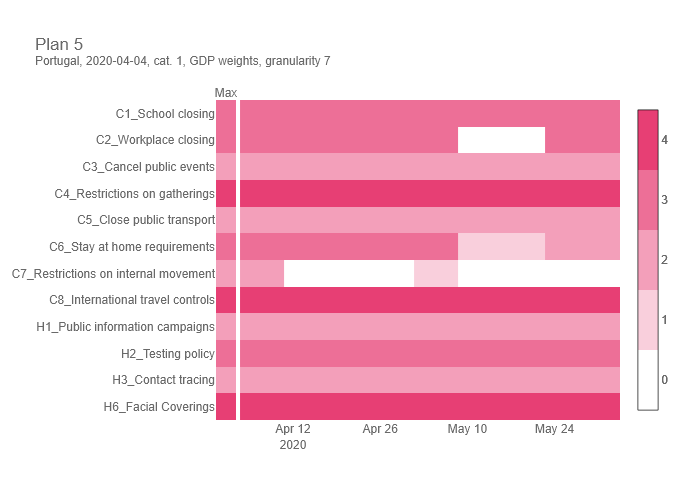 Plan 5
Portugal, 2020-04-04, cat. 1, GDP weights, granularity 7
Max
C1_School closing
C2_Workplace closing
C3_Cancel public events
C4_Restrictions on gatherings
C5_Close public transport
C6_Stay at home requirements
C7_Restrictions on internal movement
C8_International travel controls
H1_Public information campaigns
H2_Testing policy
H3_Contact tracing
H6_Facial Coverings
4
3
2
1
0
Apr 12 Apr 26 May 10 May 24
2020